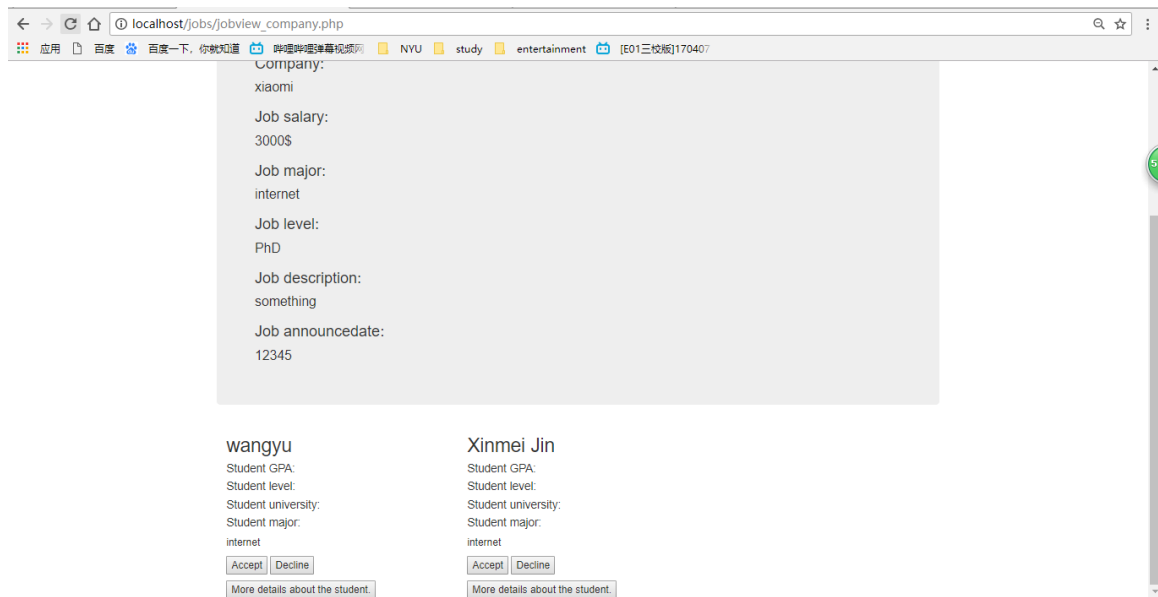 localhost/jobs/jobview_company.php
应用 百度 百度一下，你就知道 哔哩哔哩弹幕视频网 NYU study entertainment [E01三校版]170407
Company:
xiaomi
Job salary:
3000$
Job major:
internet
Job level:
PhD
Job description:
something
Job announcedate:
12345
wangyu Xinmei Jin
Student GPA: Student GPA:
Student level: Student level:
Student university: Student university:
Student major: Student major:
internet internet
Accept Decline Accept Decline
More details about the student. More details about the student.